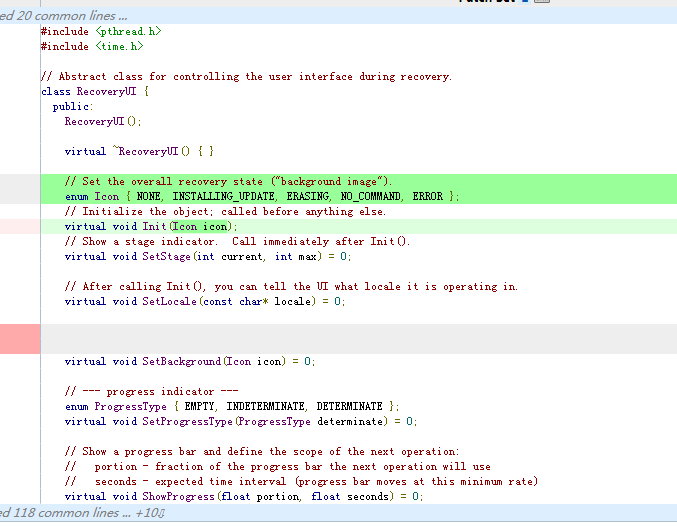 ed 20 common lines ...
#include <pthread.h>
#include <time.h>
// Abstract class for controlling the user interface during recovery.
class RecoveryUI {
public:
RecoveryUI();
virtual ~RecoveryUI() { }
// Set the overall recovery state ("background image").
enum Icon { NONE, INSTALLING_UPDATE, ERASING, NO_COMMAND, ERROR };
// Initialize the object; called before anything else.
virtual void Init(Icon icon);
// Show a stage indicator.  Call immediately after Init().
virtual void SetStage(int current, int max) = 0;
// After calling Init(), you can tell the UI what locale it is operating in.
virtual void SetLocale(const char* locale) = 0;
virtual void SetBackground(Icon icon) = 0;
// --- progress indicator ---
enum ProgressType { EMPTY, INDETERMINATE, DETERMINATE };
virtual void SetProgressType(ProgressType determinate) = 0;
// Show a progress bar and define the scope of the next operation:
//   portion - fraction of the progress bar the next operation will use
//   seconds - expected time interval (progress bar moves at this minimum rate)
virtual void ShowProgress(float portion, float seconds) = 0;
ed 118 common lines ... +10⇩